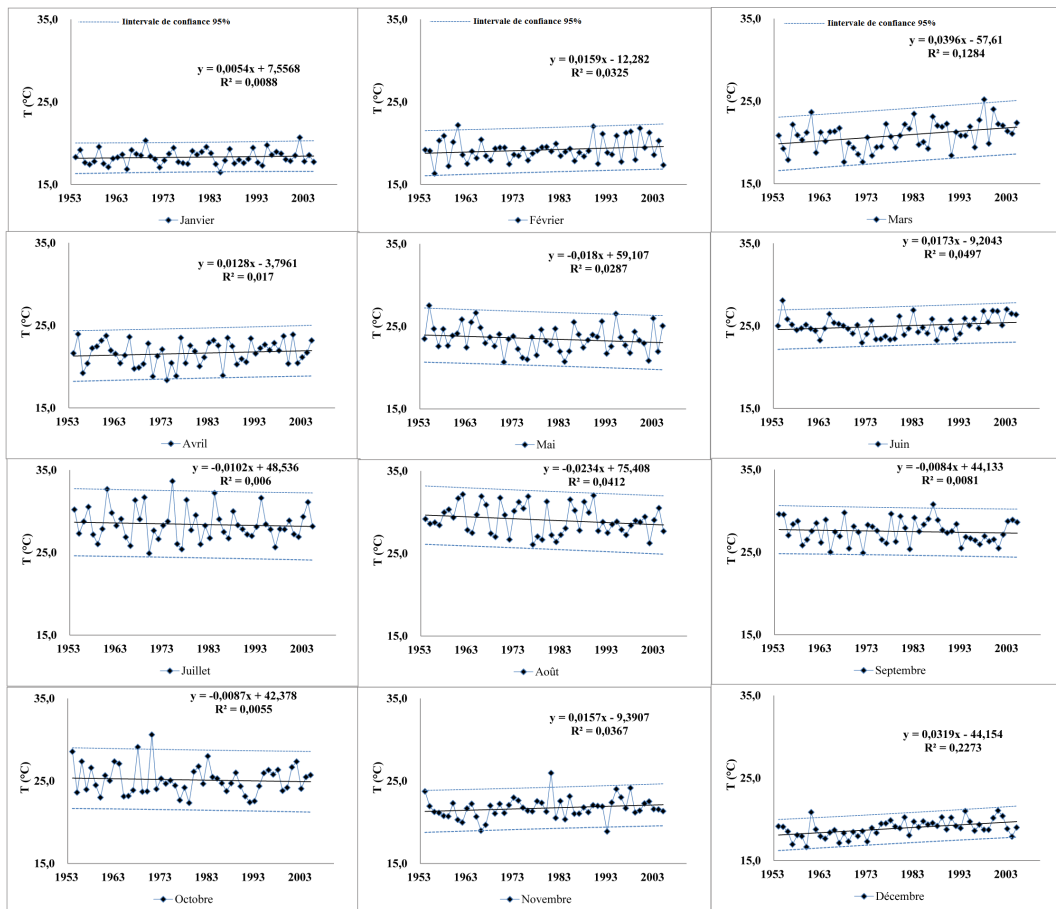 35,0
Iintervale de confiance 95%
y = 0,0054x + 7,5568
R² = 0,0088
T (°C)
25,0
15,0
1953 1963 1973 1983 1993 2003
Janvier
35,0
Iintervale de confiance 95%
y = 0,0159x - 12,282
R² = 0,0325
T (°C)
25,0
15,0
1953 1963 1973 1983 1993 2003
Février
35,0
Iintervale de confiance 95%
y = 0,0396x - 57,61
R² = 0,1284
T (°C)
25,0
15,0
1953 1963 1973 1983 1993 2003
Mars
35,0
y = 0,0128x - 3,7961
R² = 0,017
T (°C)
25,0
15,0
1953 1963 1973 1983 1993 2003
Avril
35,0
y = -0,018x + 59,107
R² = 0,0287
T (°C)
25,0
15,0
1953 1963 1973 1983 1993 2003
Mai
35,0
y = 0,0173x - 9,2043
R² = 0,0497
T (°C)
25,0
15,0
1953 1963 1973 1983 1993 2003
Juin
35,0
y = -0,0102x + 48,536
R² = 0,006
T (°C)
25,0
15,0
1953 1963 1973 1983 1993 2003
Juillet
35,0
y = -0,0234x + 75,408
R² = 0,0412
T (°C)
25,0
15,0
1953 1963 1973 1983 1993 2003
Août
35,0
y = -0,0084x + 44,133
R² = 0,0081
T (°C)
25,0
15,0
1953 1963 1973 1983 1993 2003
Septembre
35,0
y = -0,0087x + 42,378
R² = 0,0055
T (°C)
25,0
15,0
1953 1963 1973 1983 1993 2003
Octobre
35,0
y = 0,0157x - 9,3907
R² = 0,0367
T (°C)
25,0
15,0
1953 1963 1973 1983 1993 2003
Novembre
35,0
y = 0,0319x - 44,154
R² = 0,2273
T (°C)
25,0
15,0
1953 1963 1973 1983 1993 2003
Décembre